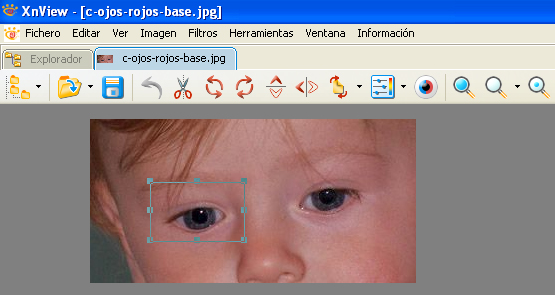 XnView - [c-ojos-rojos-base.jpg]
Fichero Editar Ver Imagen Filtros Herramientas Ventana Información
Explorador c-ojos-rojos-base.jpg